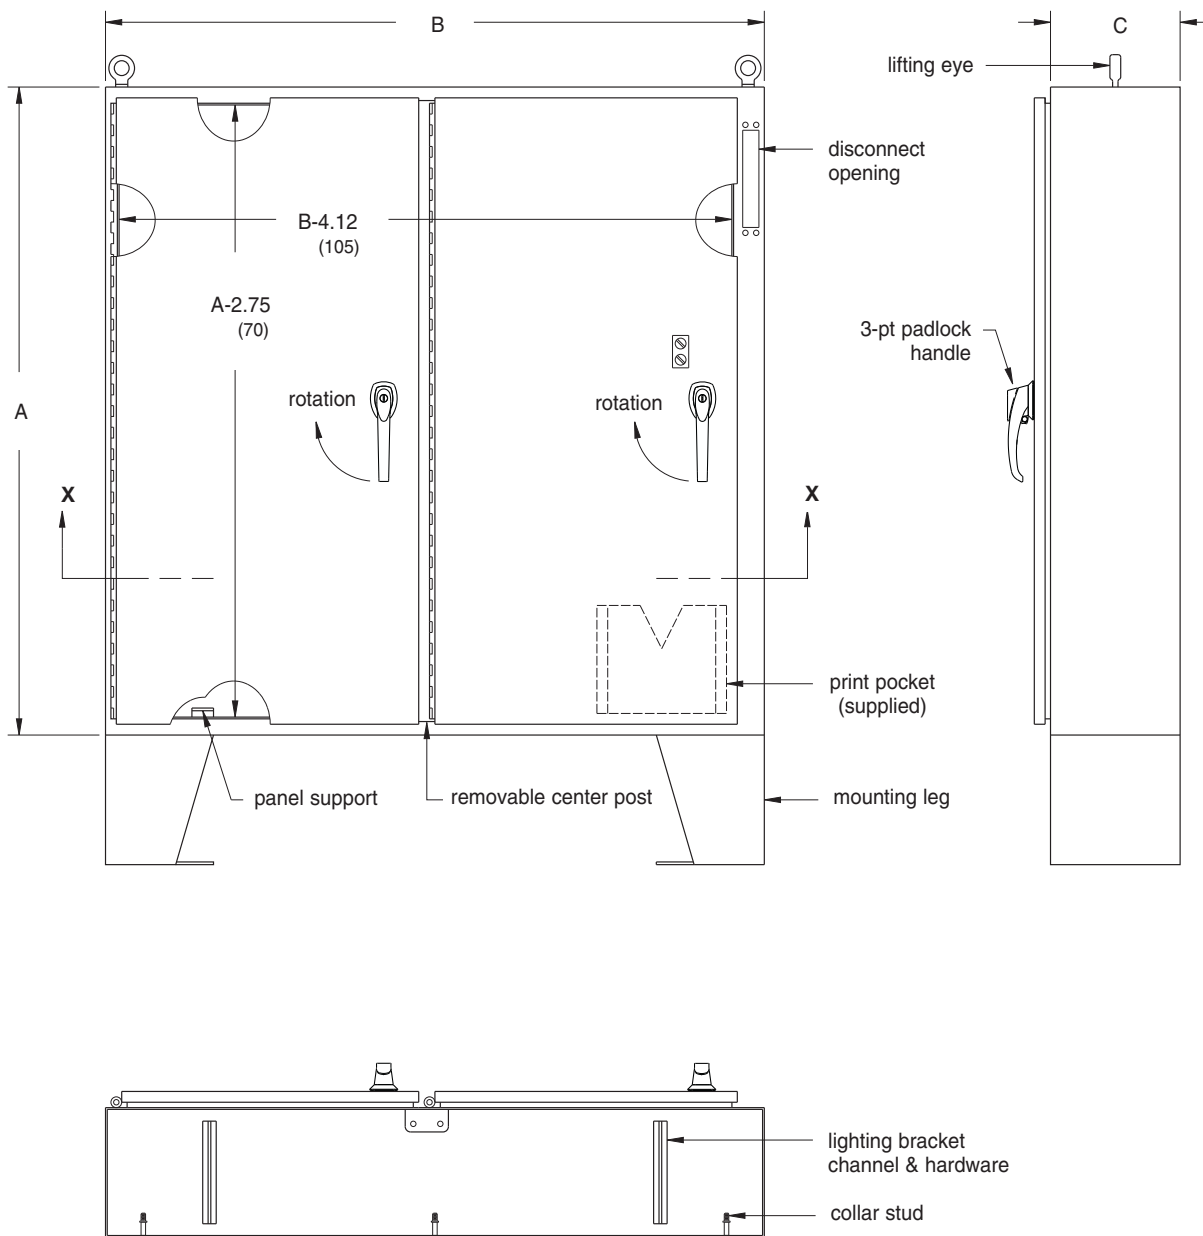 B
C
lifting eye
disconnect
opening
B-4.12
(105)
A-2.75
(70)
3-pt padlock
handle
A
rotation
rotation
X
X
print pocket
(supplied)
panel support
removable center post
mounting leg
lighting bracket
channel & hardware
collar stud